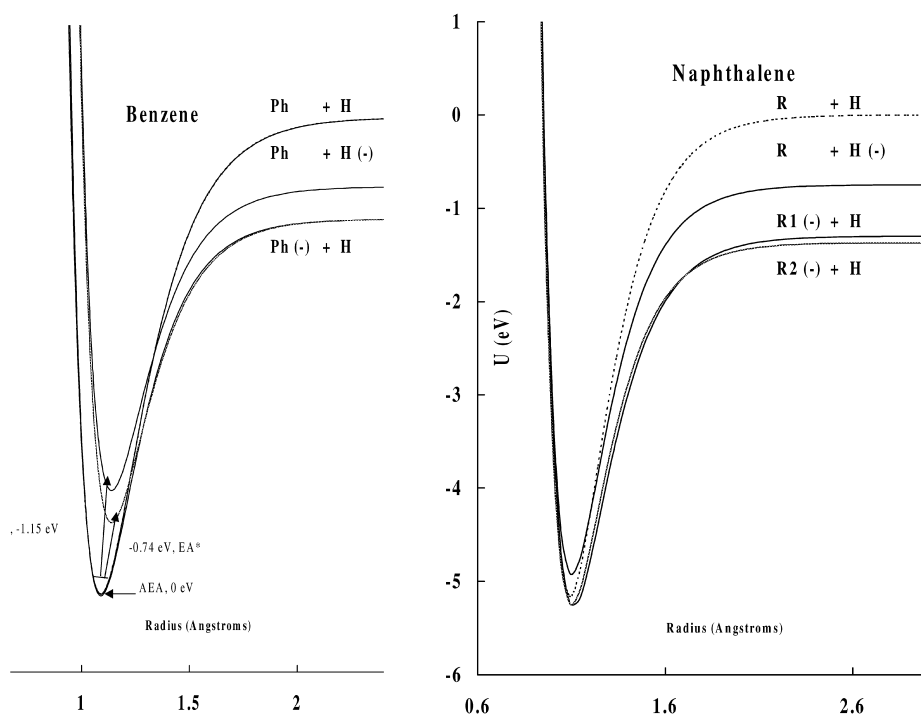 Benzene
Ph + H
Ph + H (-)
Ph (-) + H
, -1.15 eV
-0.74 eV, EA*
AEA, 0 eV
Radius (Angstroms)
1 1.5 2
Naphthalene
R + H
R + H (-)
R1 (-) + H
R2 (-) + H
U (eV)
1
0
-1
-2
-3
-4
-5
-6
Radius (Angstroms)
0.6 1.6 2.6